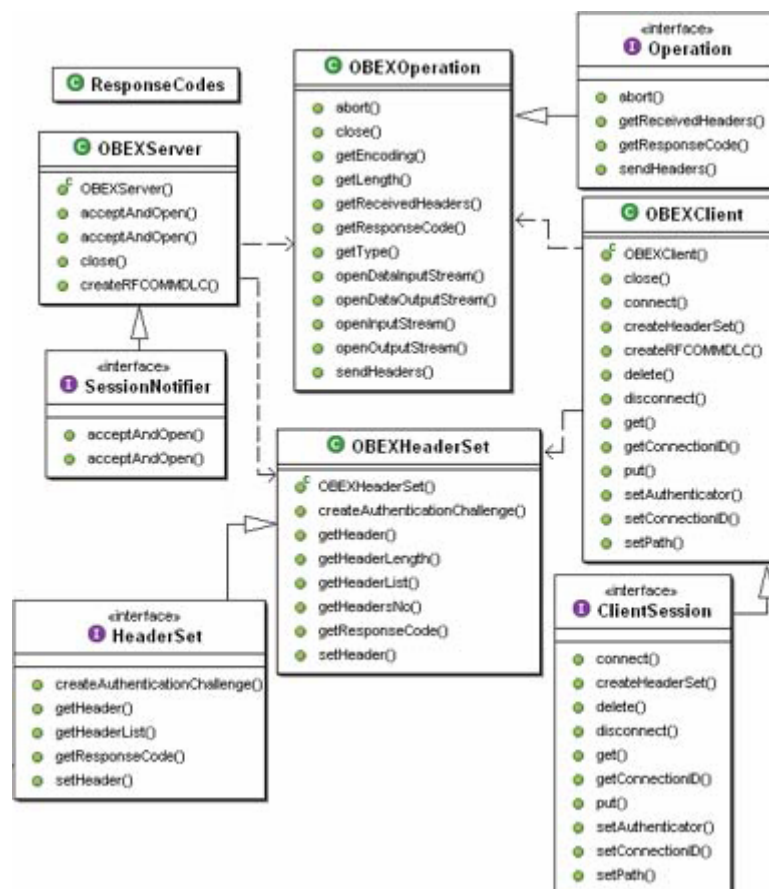 ResponseCodes
OBEXServer
OBEXServer()
acceptAndOpen()
acceptAndOpen()
close()
createRFCOMMDLC()
«interface»
SessionNotifier
acceptAndOpen()
acceptAndOpen()
OBEXOperation
abort()
close()
getEncoding()
getLength()
getReceivedHeaders()
getResponseCode()
getType()
openDataInputStream()
openDataOutputStream()
openInputStream()
openOutputStream()
sendHeaders()
«interface»
Operation
abort()
getReceivedHeaders()
getResponseCode()
sendHeaders()
OBEXClient
OBEXClient()
close()
connect()
createHeaderSet()
createRFCOMMDLC()
delete()
disconnect()
get()
getConnectionID()
put()
setAuthenticator()
setConnectionID()
setPath()
OBEXHeaderSet
OBEXHeaderSet()
createAuthenticationChallenge()
getHeader()
getHeaderLength()
getHeaderList()
getHeadersNo()
getResponseCode()
setHeader()
«interface»
HeaderSet
createAuthenticationChallenge()
getHeader()
getHeaderList()
getResponseCode()
setHeader()
«interface»
ClientSession
connect()
createHeaderSet()
delete()
disconnect()
get()
getConnectionID()
put()
setAuthenticator()
setConnectionID()
setPath()